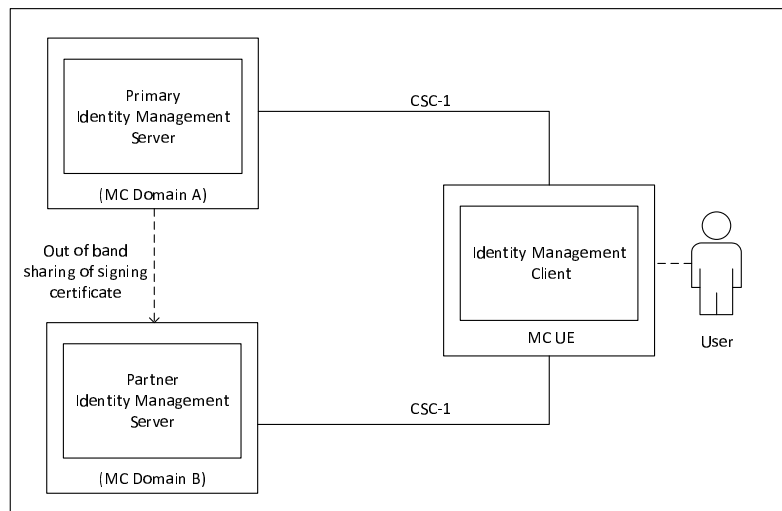 Primary
Identity Management
Server
(MC Domain A)
CSC-1
Out of band
sharing of signing
certificate
Identity Management
Client
MC UE
User
Partner
Identity Management
Server
(MC Domain B)
CSC-1